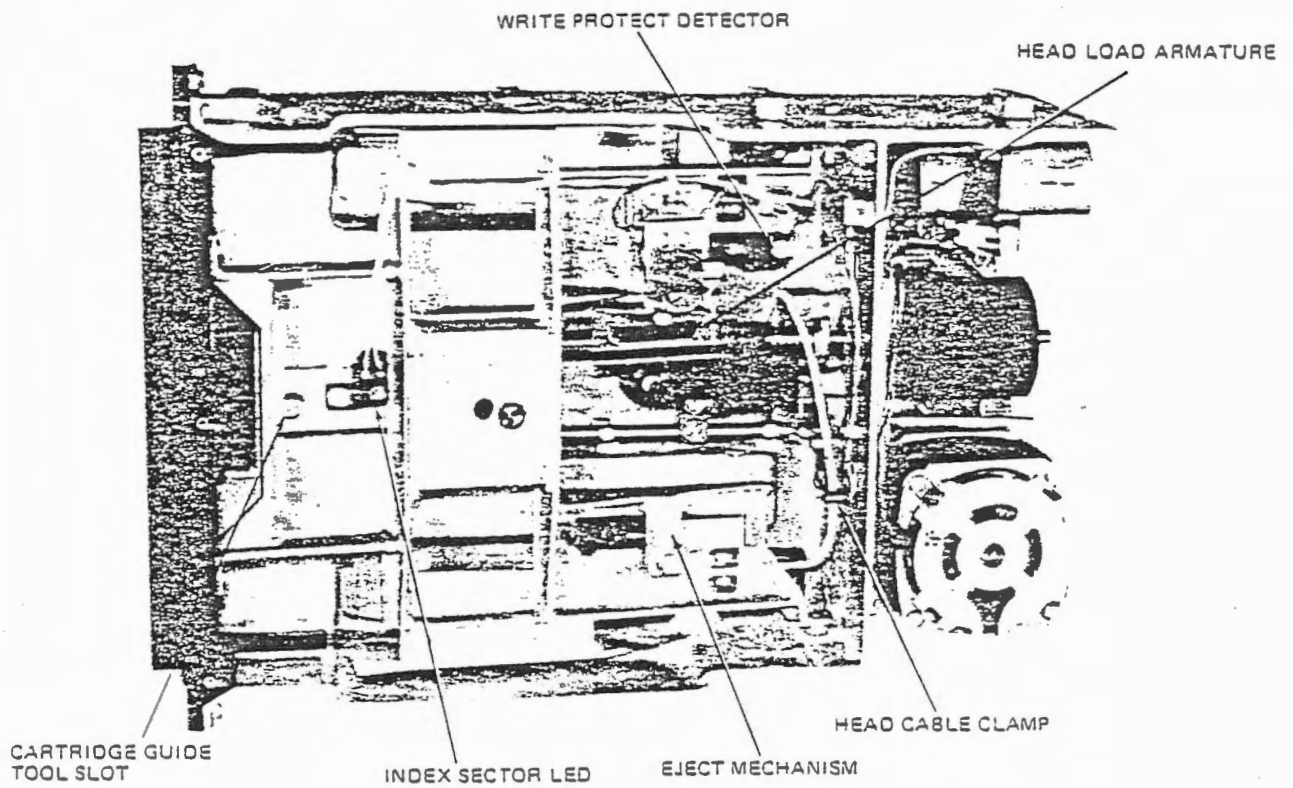 WRITE PROTECT DETECTOR
HEAD LOAD ARMATURE
HEAD CABLE CLAMP
CARTRIDGE GUIDE
TOOL SLOT
INDEX SECTOR LED
EJECT MECHANISM